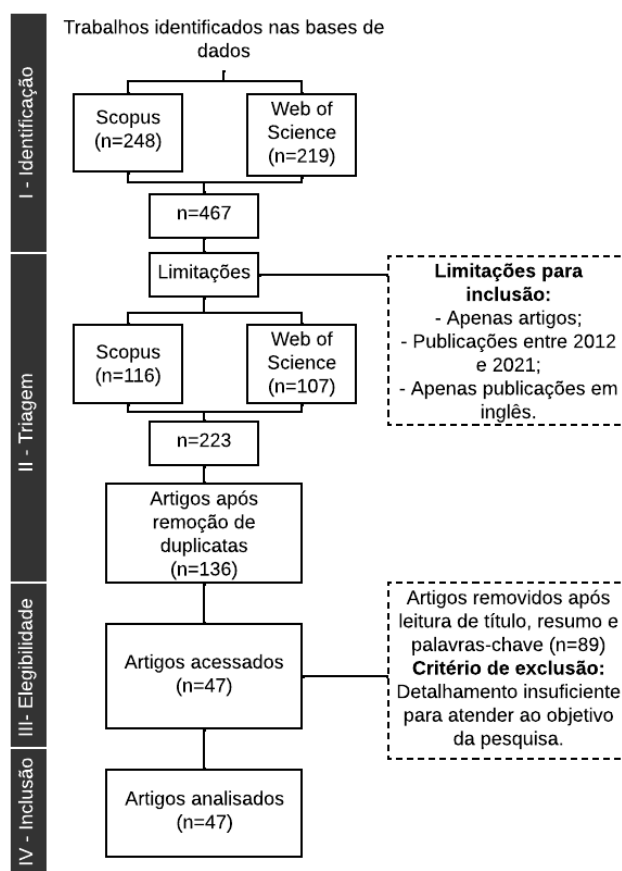 Trabalhos identificados nas bases de
dados
I - Identificação
Scopus
(n=248)
Web of
Science
(n=219)
n=467
II - Triagem
Limitações
Limitações para
inclusão:
- Apenas artigos;
- Publicações entre 2012
e 2021;
- Apenas publicações em
inglês.
Scopus
(n=116)
Web of
Science
(n=107)
n=223
Artigos após
remoção de
duplicatas
(n=136)
III- Elegibilidade
Artigos acessados
(n=47)
Artigos removidos após
leitura de título, resumo e
palavras-chave (n=89)
Critério de exclusão:
Detalhamento insuficiente
para atender ao objetivo
da pesquisa.
IV - Inclusão
Artigos analisados
(n=47)